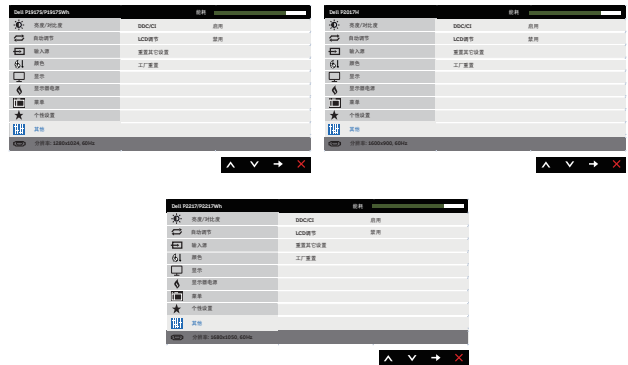 Dell P1917S/P1917SWh 能耗
亮度/对比度 DDC/CI 启用
自动调节 LCD调节 禁用
输入源 重置其它设置
颜色 工厂重置
显示
显示器电源
菜单
个性设置
其他
分辨率: 1280x1024, 60Hz
Dell P2017H 能耗
亮度/对比度 DDC/CI 启用
自动调节 LCD调节 禁用
输入源 重置其它设置
颜色 工厂重置
显示
显示器电源
菜单
个性设置
其他
分辨率: 1600x900, 60Hz
Dell P2217/P2217Wh 能耗
亮度/对比度 DDC/CI 启用
自动调节 LCD调节 禁用
输入源 重置其它设置
颜色 工厂重置
显示
显示器电源
菜单
个性设置
其他
分辨率: 1680x1050, 60Hz